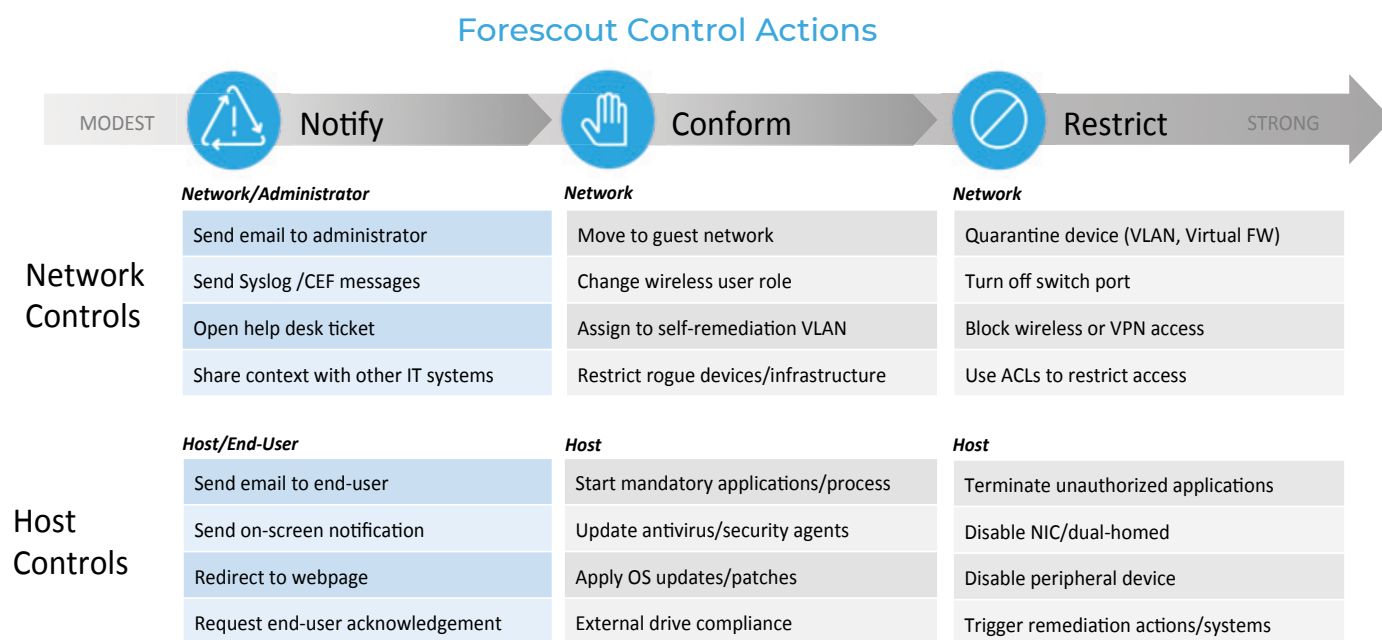 Forescout Control Actions
MODEST
Notify
Conform
Restrict
STRONG
Network
Controls
Network/Administrator
Send email to administrator
Send Syslog /CEF messages
Open help desk ticket
Share context with other IT systems
Network
Move to guest network
Change wireless user role
Assign to self-remediation VLAN
Restrict rogue devices/infrastructure
Network
Quarantine device (VLAN, Virtual FW)
Turn off switch port
Block wireless or VPN access
Use ACLs to restrict access
Host
Controls
Host/End-User
Send email to end-user
Send on-screen notification
Redirect to webpage
Request end-user acknowledgement
Host
Start mandatory applications/process
Update antivirus/security agents
Apply OS updates/patches
External drive compliance
Host
Terminate unauthorized applications
Disable NIC/dual-homed
Disable peripheral device
Trigger remediation actions/systems